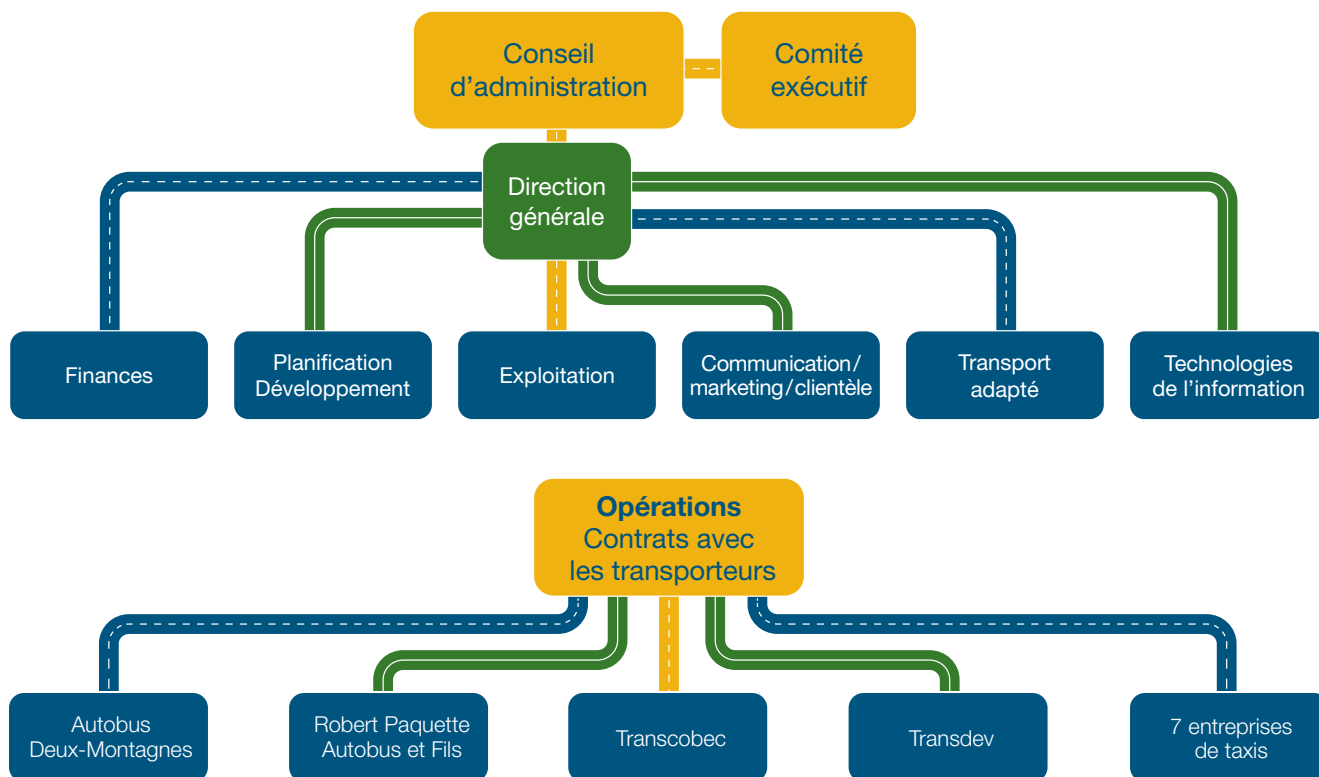 Conseil
d'administration
Comité
exécutif
Direction
générale
Finances
Planification
Développement
Exploitation
Communication/
marketing/clientèle
Transport
adapté
Technologies
de l'information
Opérations
Contrats avec
les transporteurs
Autobus
Deux-Montagnes
Robert Paquette
Autobus et Fils
Transcobec
Transdev
7 entreprises
de taxis